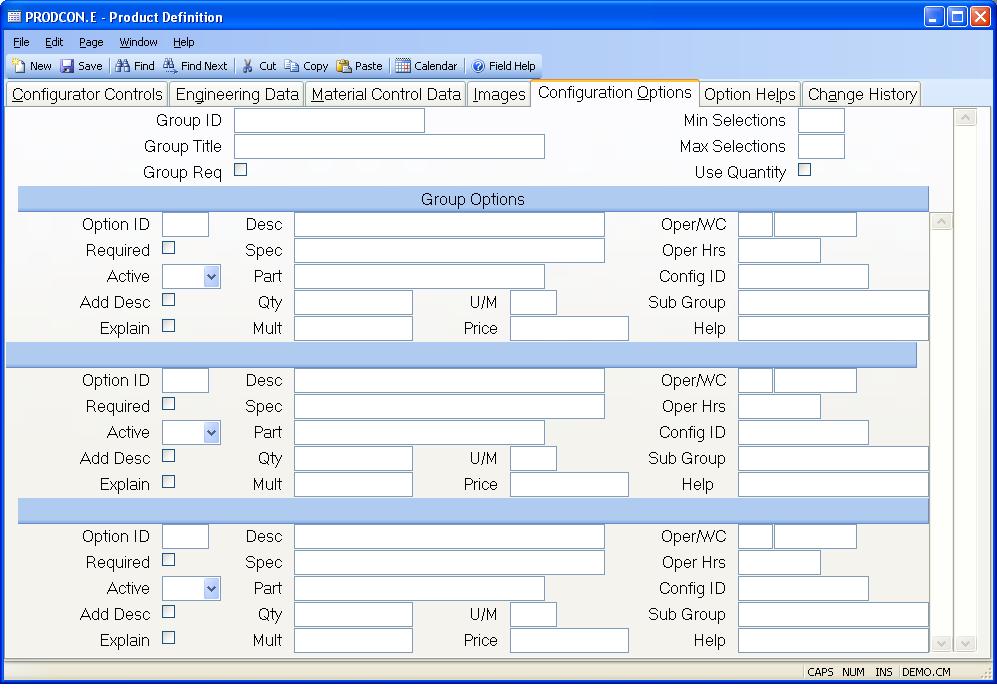 PRODCON.E - Product Definition
File Edit Page Window Help
New Save Find Find Next Cut Copy Paste Calendar Field Help
Configurator Controls Engineering Data Material Control Data Images Configuration Options Option Helps Change History
Group ID Min Selections
Group Title Max Selections
Group Req Use Quantity
Group Options
Option ID Desc Oper/WC
Required Spec Oper Hrs
Active Part Config ID
Add Desc Qty U/M Sub Group
Explain Mult Price Help
Option ID Desc Oper/WC
Required Spec Oper Hrs
Active Part Config ID
Add Desc Qty U/M Sub Group
Explain Mult Price Help
Option ID Desc Oper/WC
Required Spec Oper Hrs
Active Part Config ID
Add Desc Qty U/M Sub Group
Explain Mult Price Help
CAPS NUM INS DEMO.CM